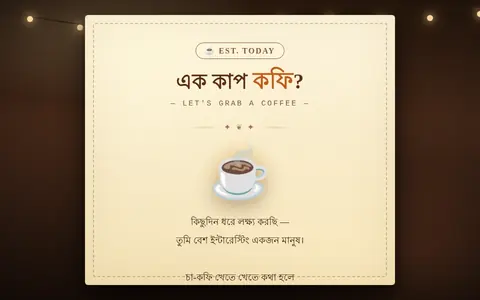 ☕ EST. TODAY
এক কাপ কফি?
— LET'S GRAB A COFFEE —
কিছুদিন ধরে লক্ষ্য করছি —
তুমি বেশ ইন্টারেস্টিং একজন মানুষ।
চা-কফি খেতে খেতে কথা হলে